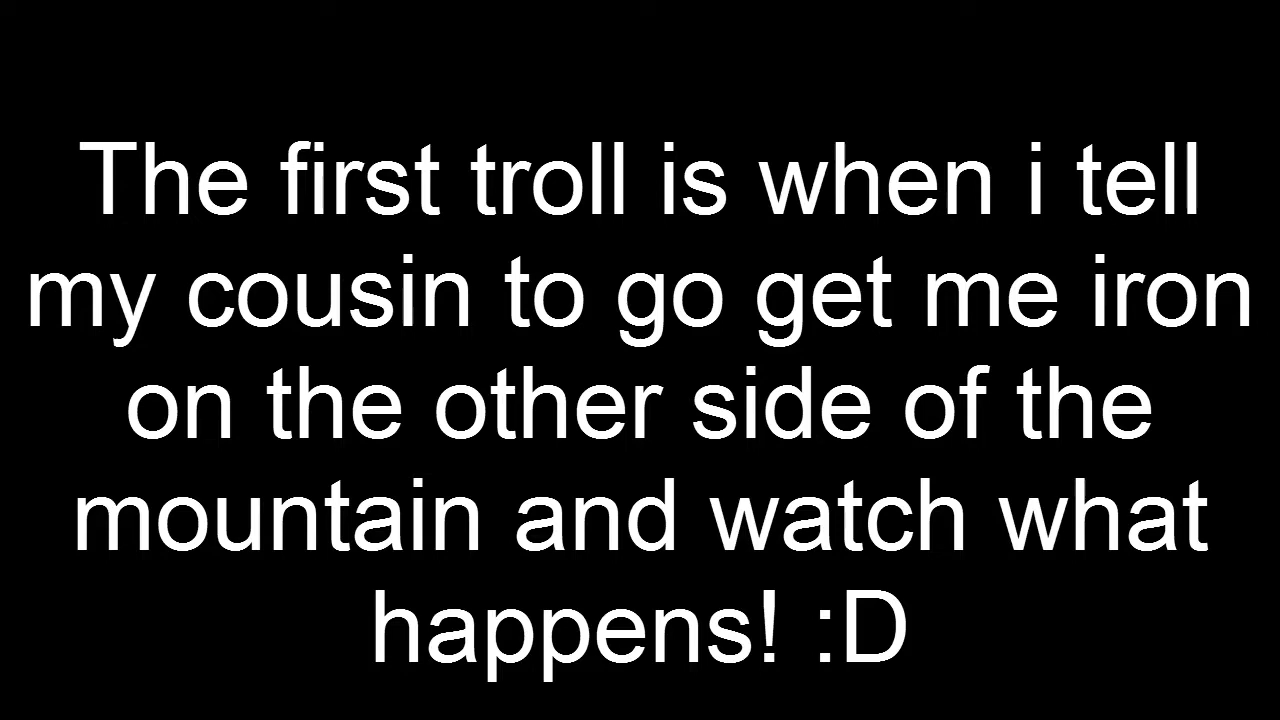 The first troll is when i tell
my cousin to go get me iron
on the other side of the
mountain and watch what
happens! :D